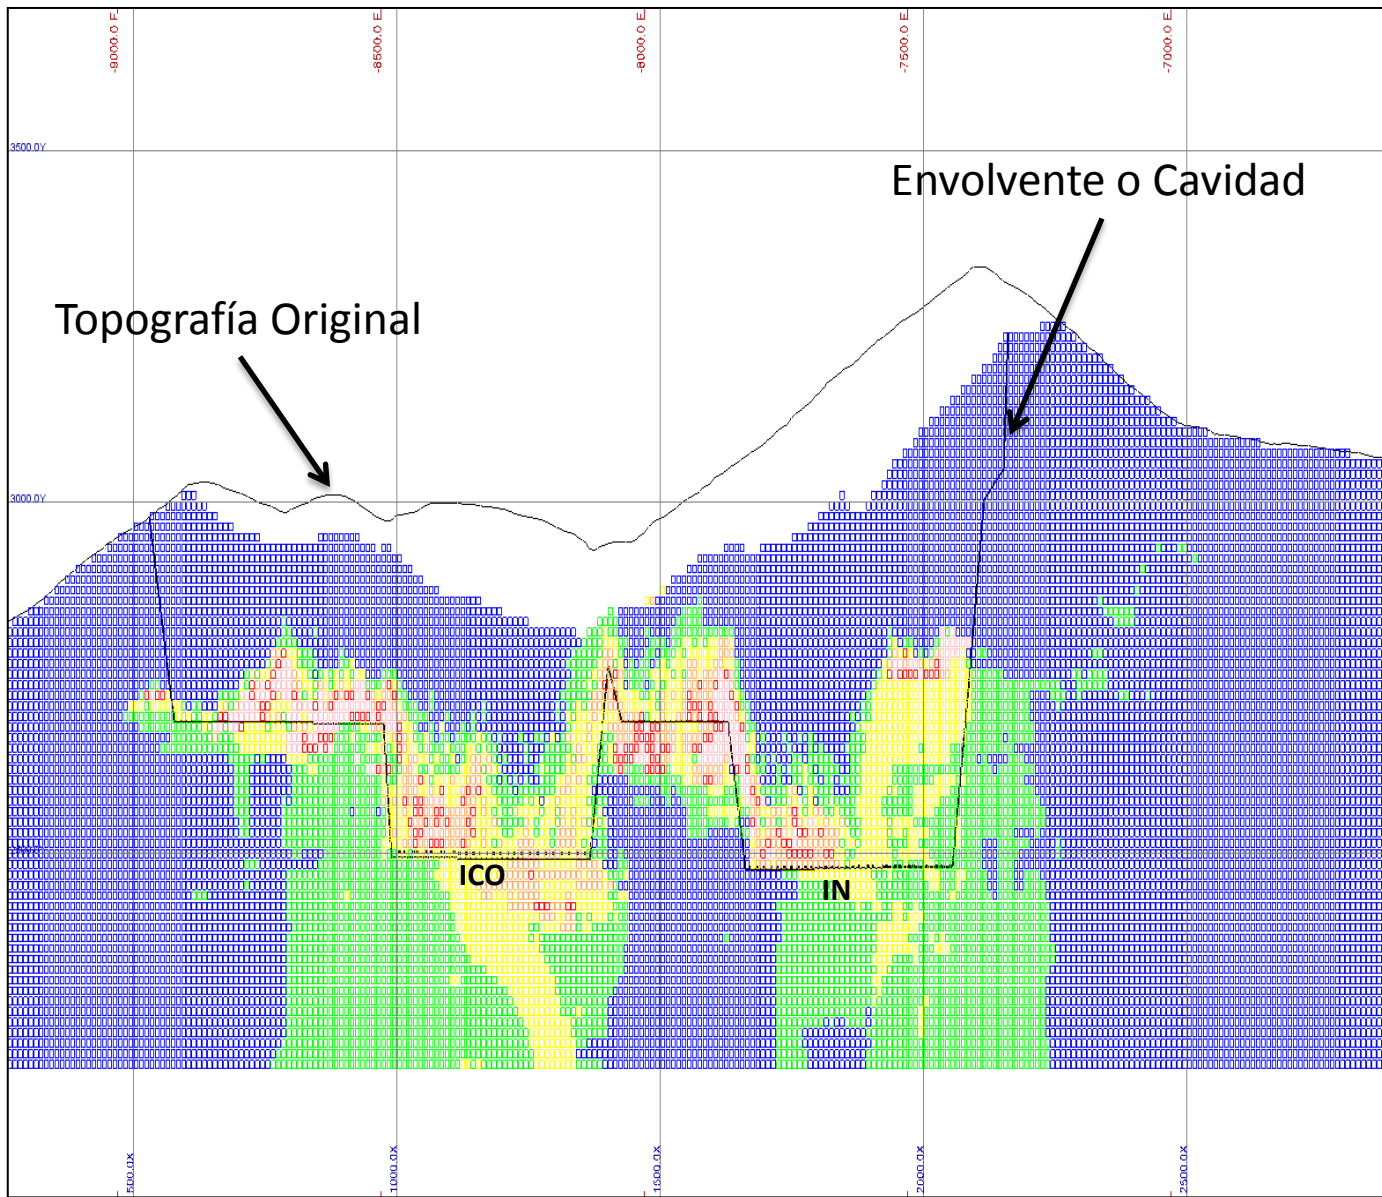 -9000.0 E
-8500.0 E
-8000.0 E
-7500.0 E
-7000.0 E
3500.0Y
Envolvente o Cavidad
Topografía Original
3000.0Y
ICO
IN
500.0X
1000.0X
1500.0X
2000.0X
2500.0X